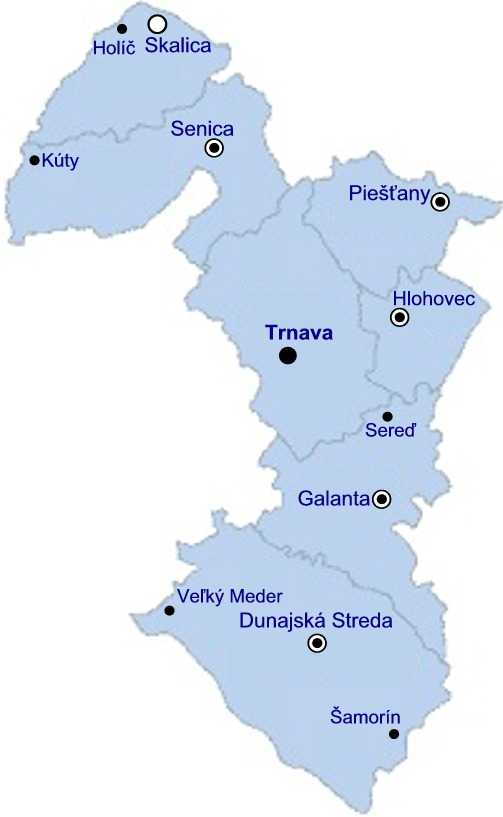 Holíč
Skalica
Senica
Kúty
Piešťany
Hlohovec
Trnava
Sereď
Galanta
Veľký Meder
Dunajská Streda
Šamorín